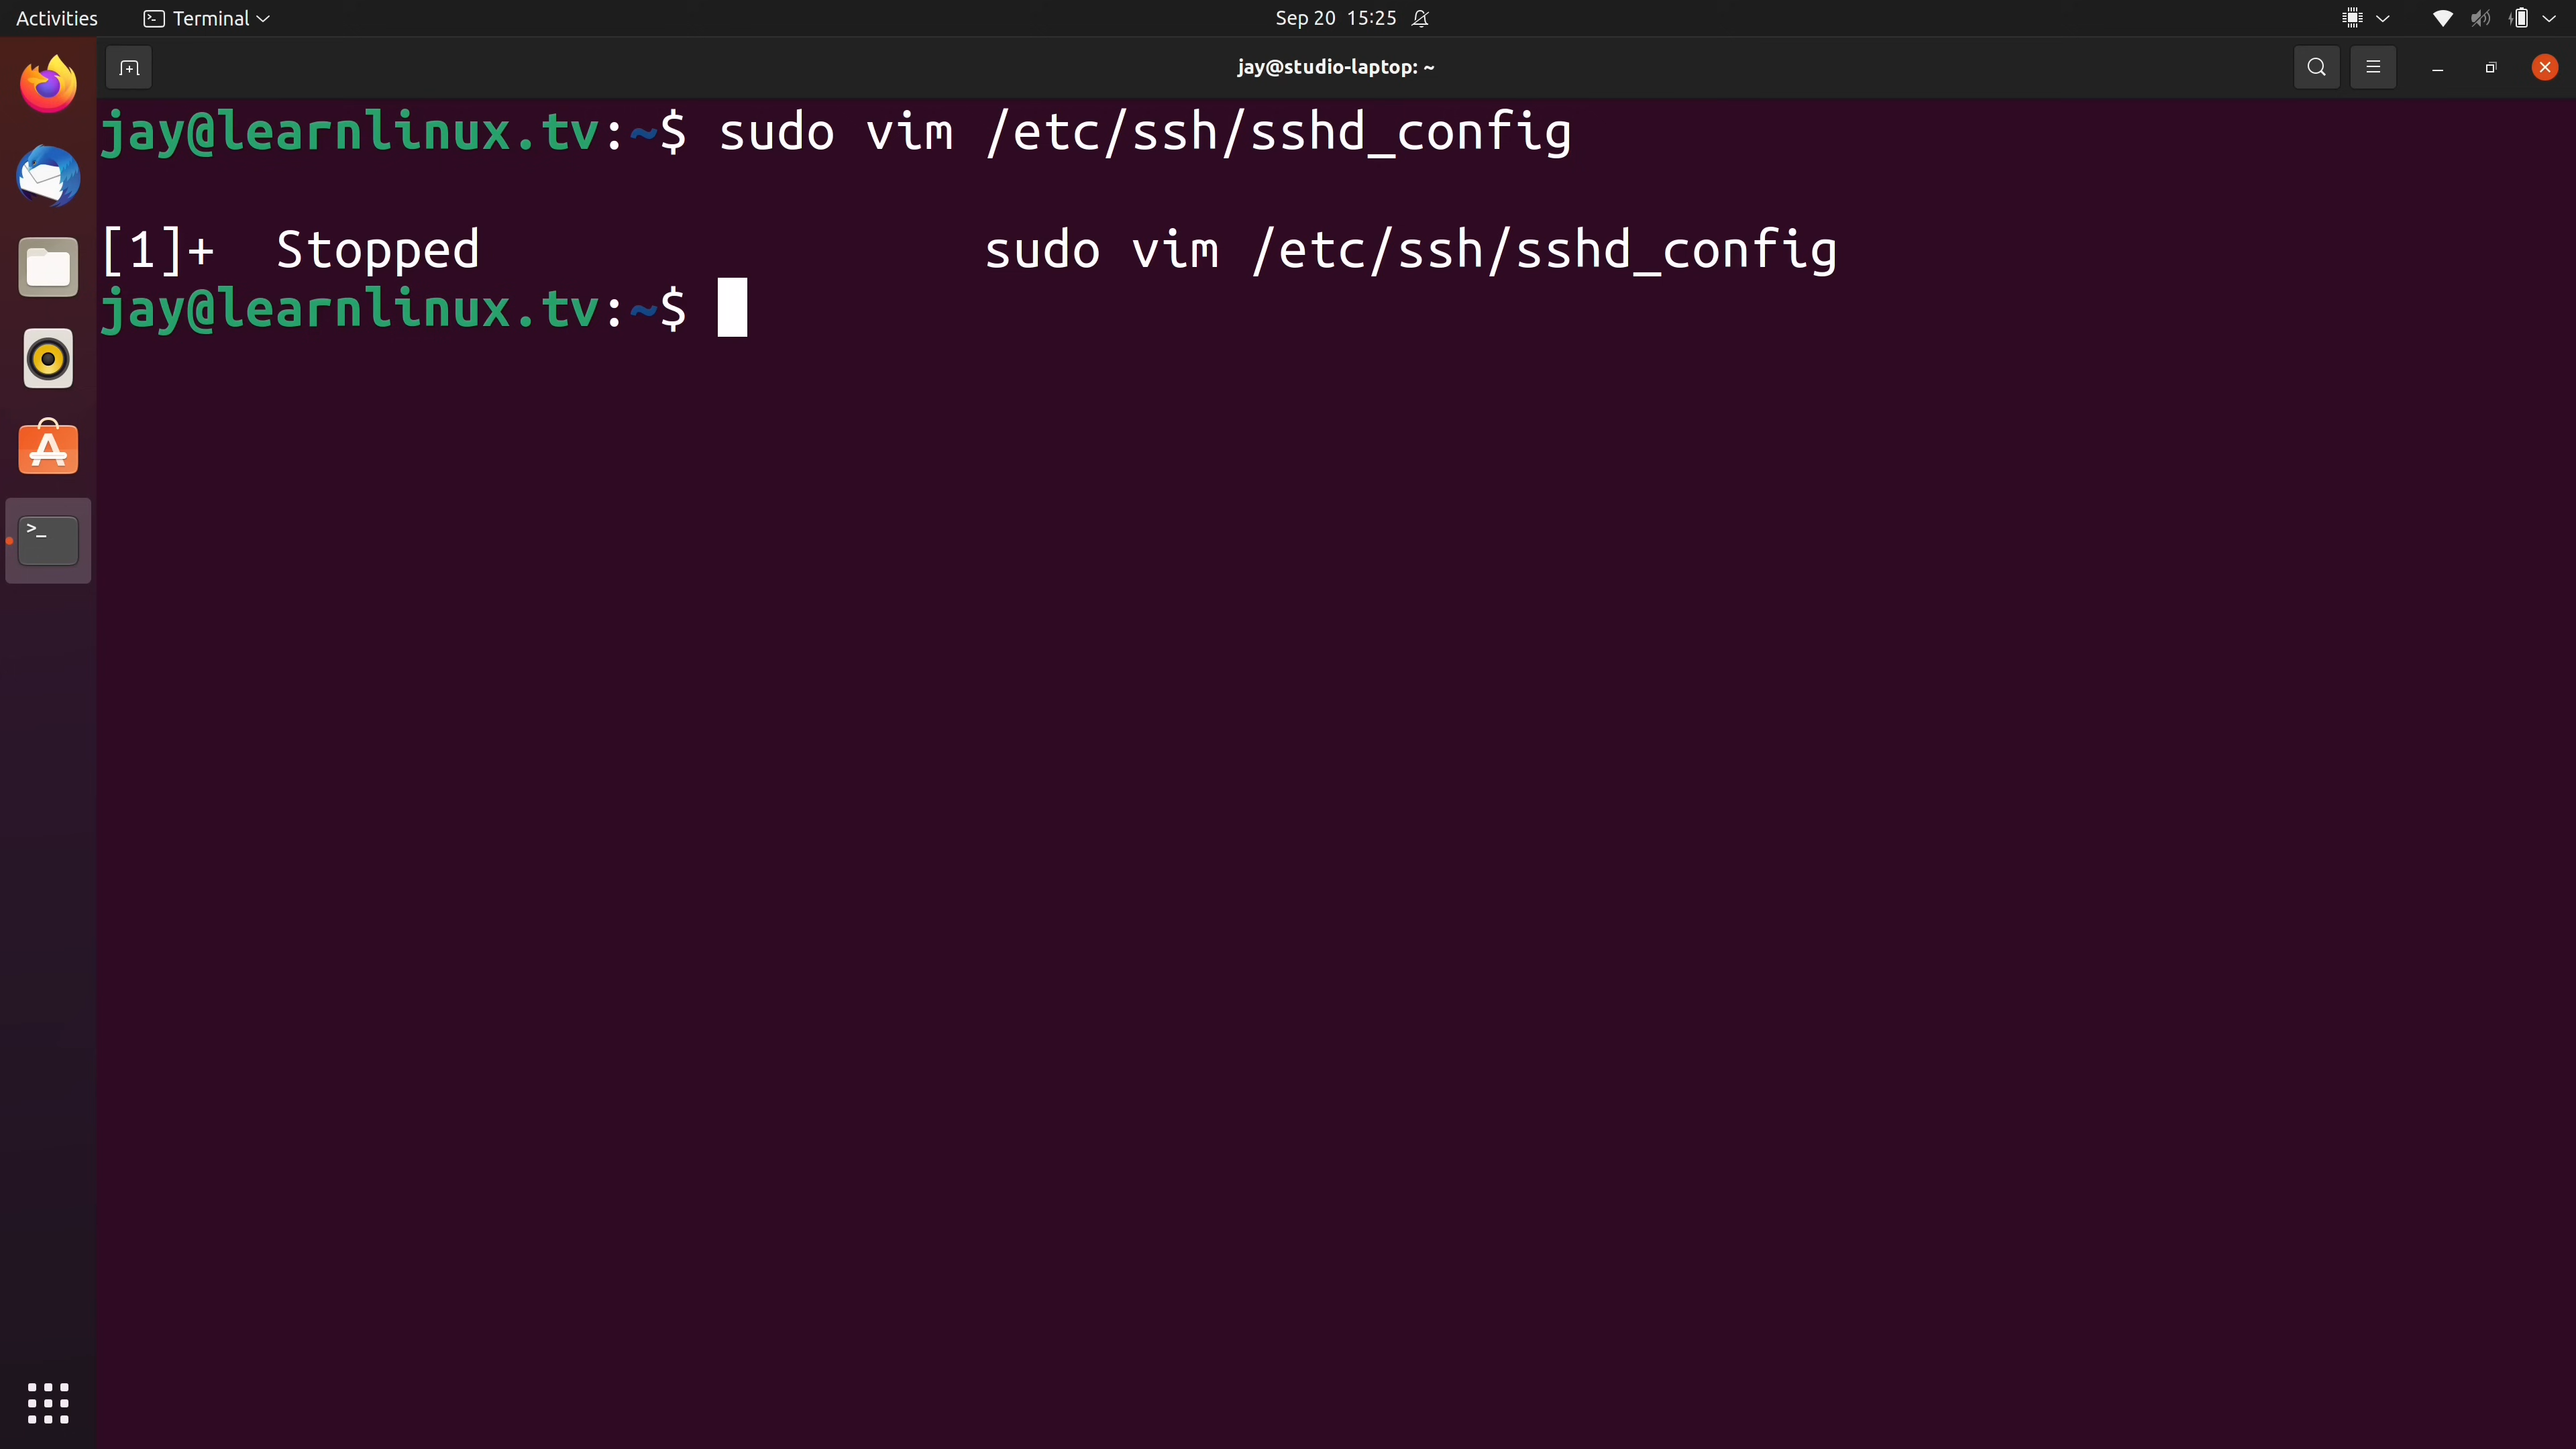 Activities Terminal Sep 20 15:25
jay@studio-laptop: ~
jay@learnlinux.tv:~$ sudo vim /etc/ssh/sshd_config
[1]+  Stopped                 sudo vim /etc/ssh/sshd_config
jay@learnlinux.tv:~$
>_